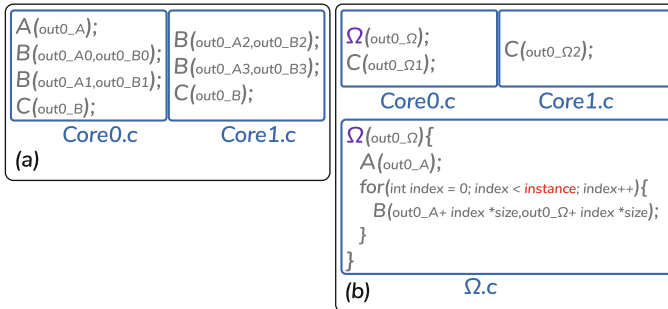 A(out0_A);
B(out0_A0,out0_B0);
B(out0_A1,out0_B1);
C(out0_B);
Core0.c
B(out0_A2,out0_B2);
B(out0_A3,out0_B3);
C(out0_B);
Core1.c
(a)
Ω(out0_Ω);
C(out0_Ω1);
Core0.c
C(out0_Ω2);
Core1.c
Ω(out0_Ω){
A(out0_A);
for(int index = 0; index < instance; index++){
B(out0_A+ index *size,out0_Ω+ index *size);
}
}
Ω.c
(b)